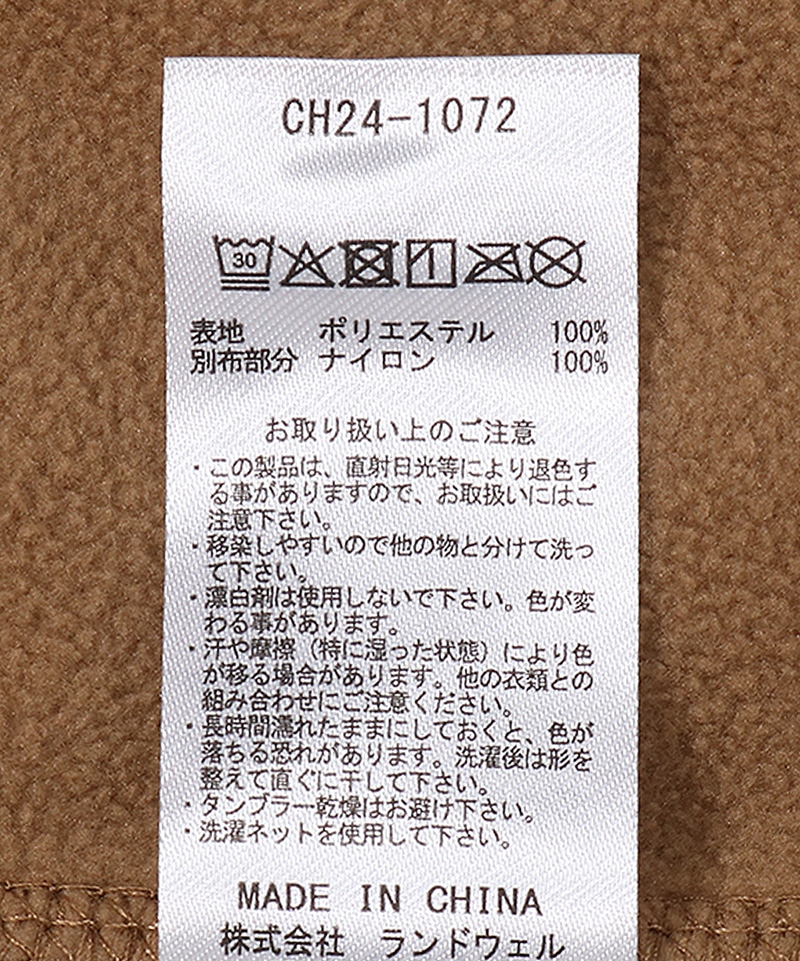 CH24-1072
30
表地 ポリエステル 100%
別布部分 ナイロン 100%
お取り扱い上のご注意
・この製品は、直射日光等により退色す
る事がありますので、お取扱いにはご
注意下さい。
・移染しやすいので他の物と分けて洗っ
て下さい。
・漂白剤は使用しないで下さい。色が変
わる事があります。
・汗や摩擦（特に湿った状態）により色
が移る場合があります。他の衣類との
組み合わせにご注意ください。
・長時間濡れたままにしておくと、色が
落ちる恐れがあります。洗濯後は形を
整えて直ぐに干して下さい。
・タンブラー乾燥はお避け下さい。
・洗濯ネットを使用して下さい。
MADE IN CHINA
株式会社 ランドウェル